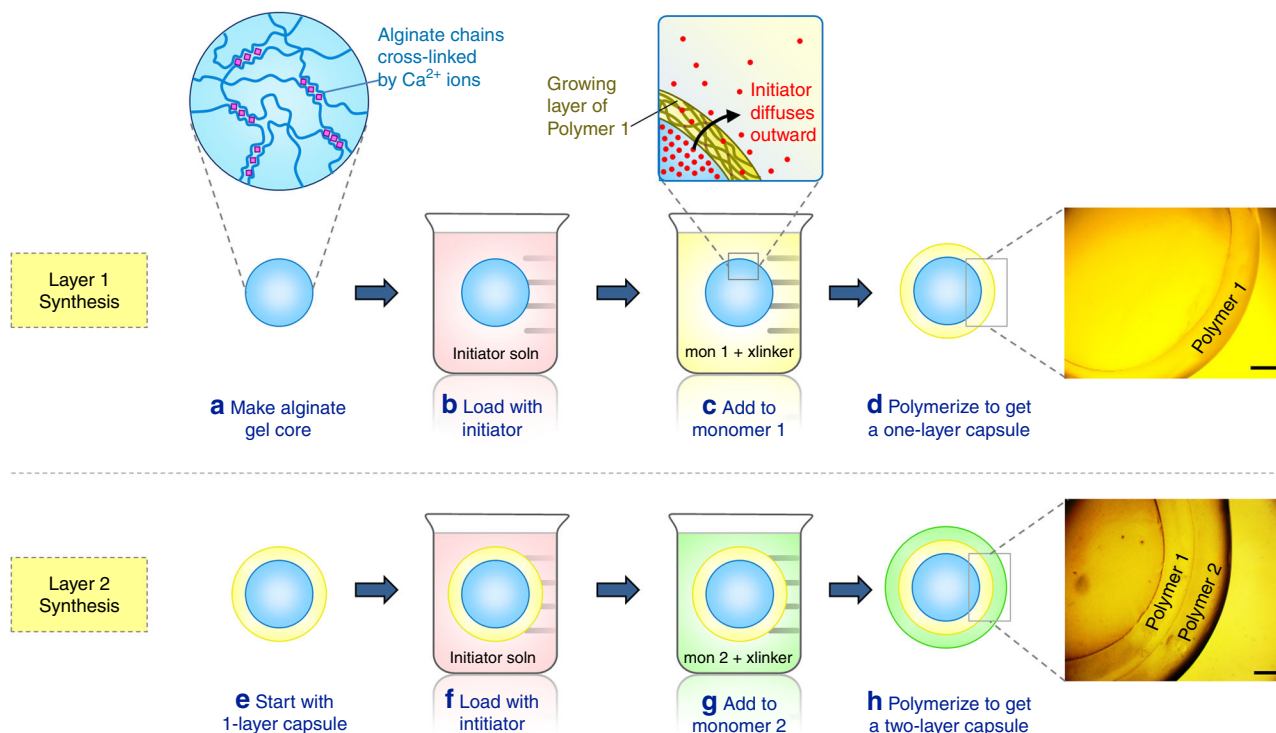 Alginate chains
cross-linked
by Ca²⁺ ions
Growing
layer of
Polymer 1
Initiator
diffuses
outward
Layer 1
Synthesis
Initiator soln
mon 1 + xlinker
Polymer 1
a Make alginate
gel core
b Load with
initiator
c Add to
monomer 1
d Polymerize to get
a one-layer capsule
Layer 2
Synthesis
Initiator soln
mon 2 + xlinker
Polymer 1
Polymer 2
e Start with
1-layer capsule
f Load with
intitiator
g Add to
monomer 2
h Polymerize to get
a two-layer capsule